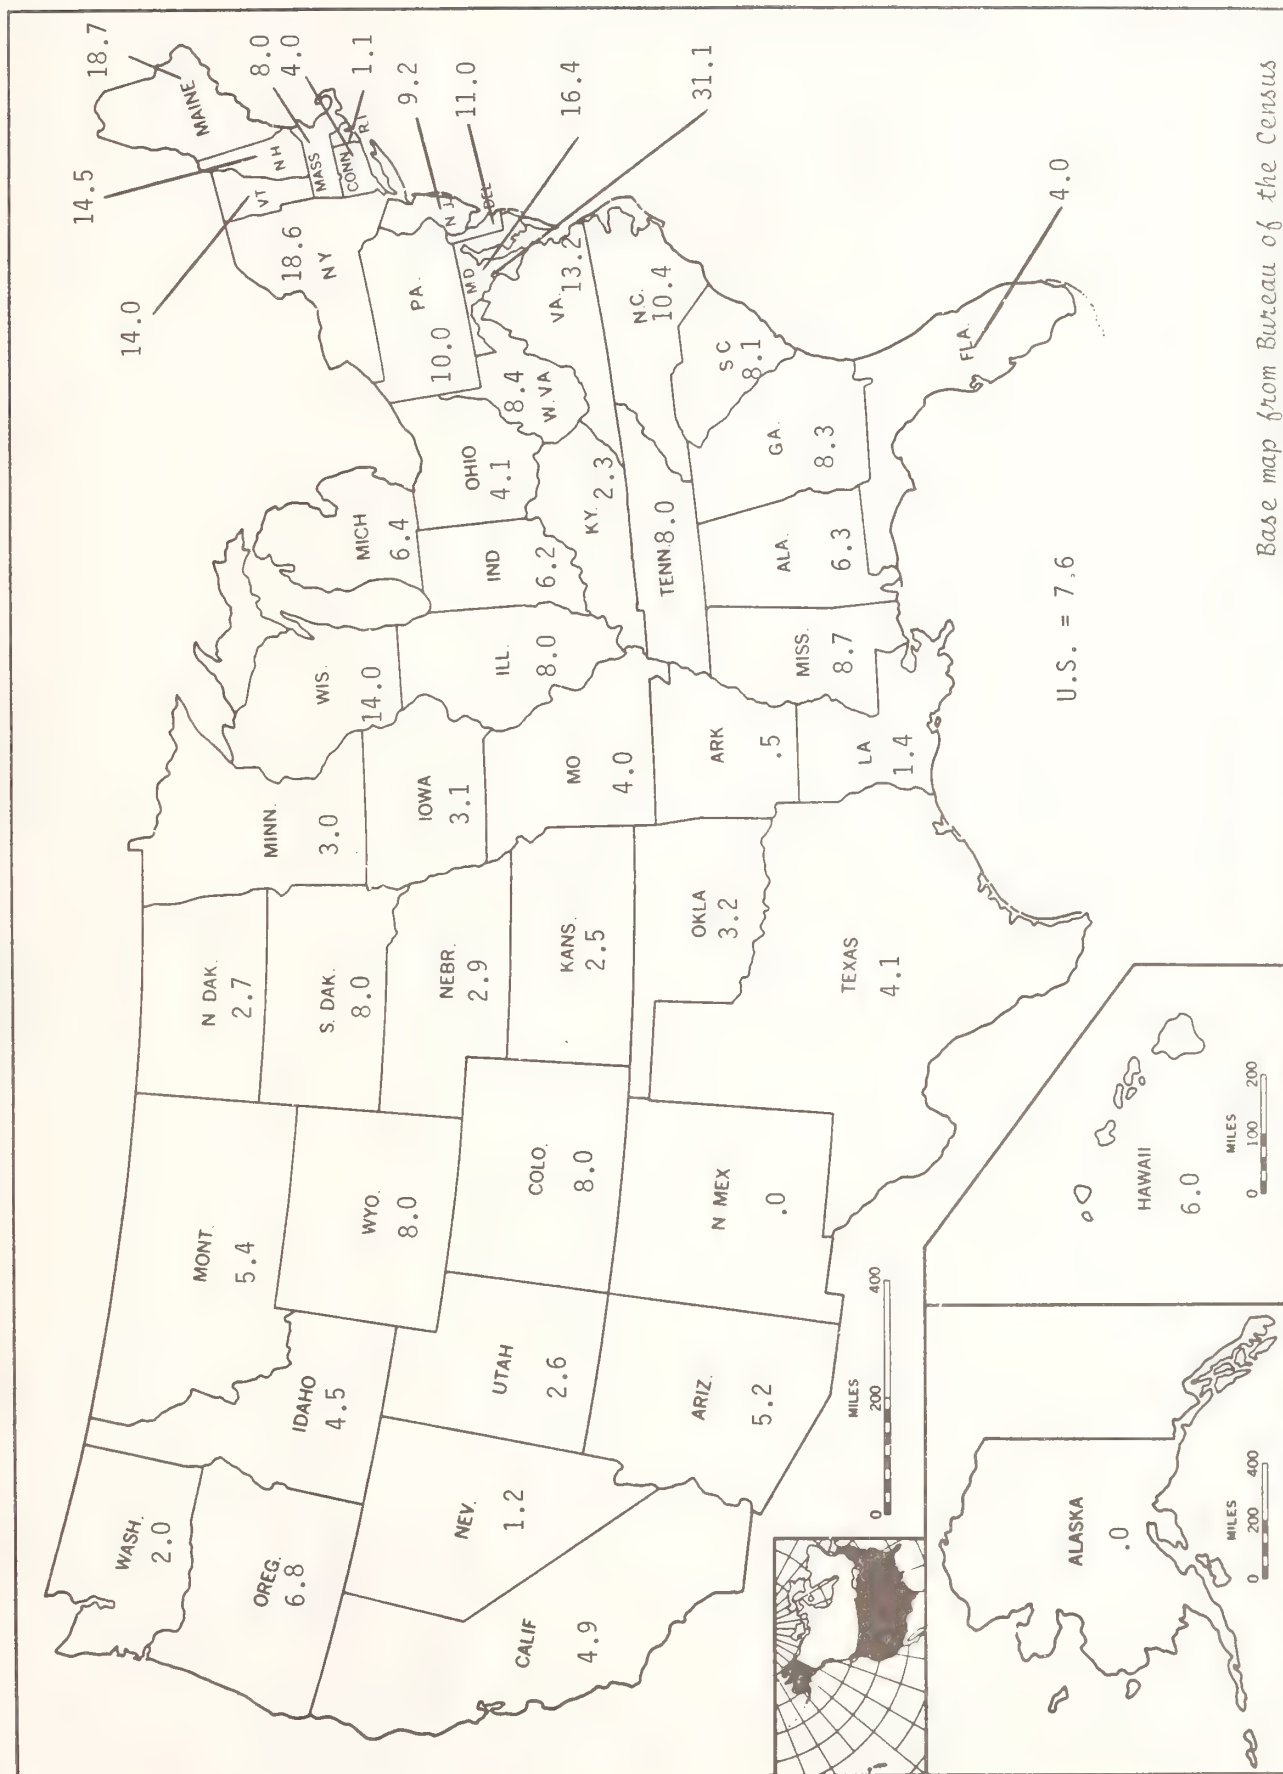 WASH.
2.0
OREG.
6.8
CALIF
4.9
NEV.
1.2
IDAHO
4.5
MONT.
5.4
WYO.
8.0
UTAH
2.6
COLO.
8.0
ARIZ.
5.2
N MEX
.0
N DAK.
2.7
S. DAK.
8.0
NEBR.
2.9
KANS.
2.5
OKLA
3.2
TEXAS
4.1
MINN.
3.0
IOWA
3.1
MO
4.0
ARK
.5
LA
1.4
WIS.
14.0
ILL.
8.0
MICH
6.4
IND
6.2
OHIO
4.1
KY.
2.3
TENN. 8.0
MISS.
8.7
ALA.
6.3
GA.
8.3
FLA.
4.0
S C
8.1
N.C.
10.4
VA.
13.2
8.4
W.VA
PA.
10.0
18.6
NY
14.0
VT
14.5
N H
MAINE
18.7
MASS
8.0
CONN
4.0
R I
1.1
N J
9.2
DEL
11.0
MD
16.4
31.1
U.S. = 7.6
MILES
0 200 400
ALASKA
.0
MILES
0 200 400
HAWAII
6.0
MILES
0 100 200
Base map from Bureau of the Census